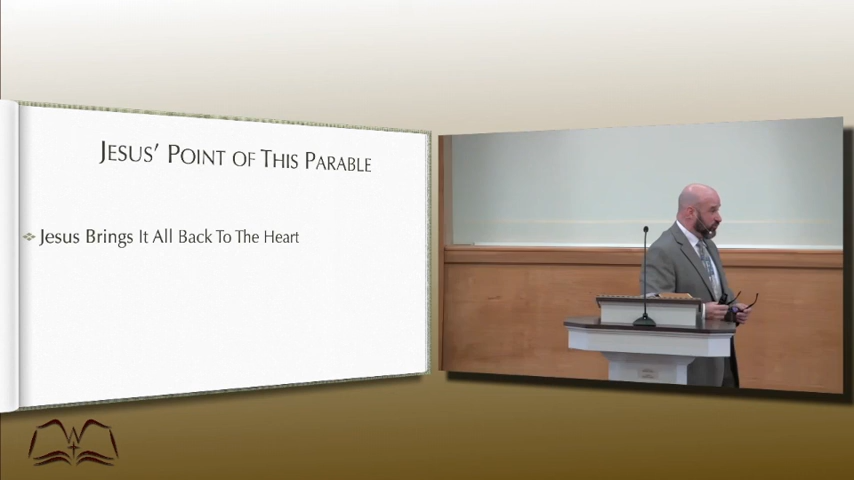 Jesus’ Point of This Parable
Jesus Brings It All Back To The Heart